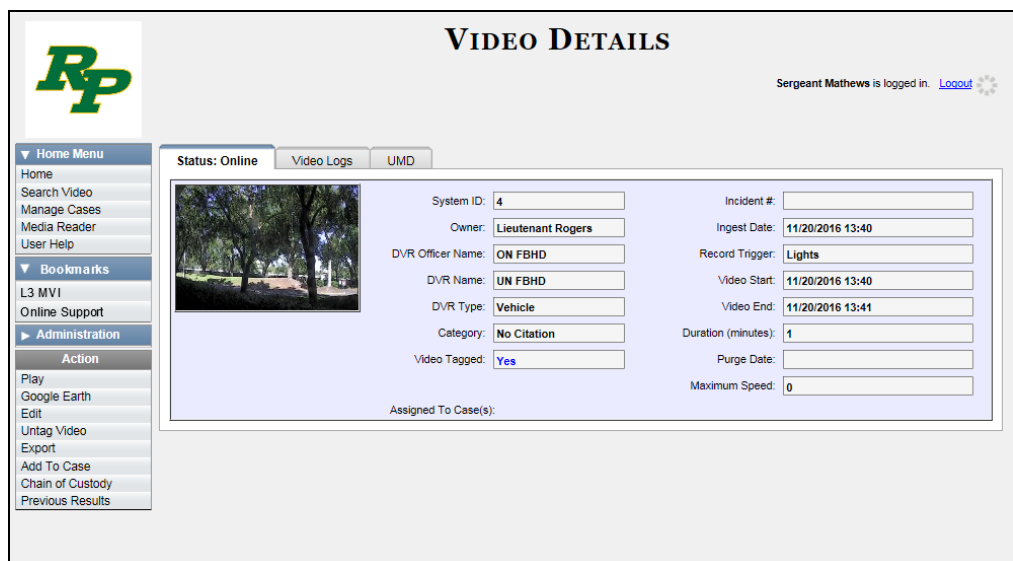 RP
VIDEO DETAILS
Sergeant Mathews is logged in. Logout
▼ Home Menu
Home
Search Video
Manage Cases
Media Reader
User Help
▼ Bookmarks
L3 MVI
Online Support
► Administration
Action
Play
Google Earth
Edit
Untag Video
Export
Add To Case
Chain of Custody
Previous Results
Status: Online
Video Logs
UMD
System ID: 4
Owner: Lieutenant Rogers
DVR Officer Name: ON FBHD
DVR Name: UN FBHD
DVR Type: Vehicle
Category: No Citation
Video Tagged: Yes
Assigned To Case(s):
Incident #:
Ingest Date: 11/20/2016 13:40
Record Trigger: Lights
Video Start: 11/20/2016 13:40
Video End: 11/20/2016 13:41
Duration (minutes): 1
Purge Date:
Maximum Speed: 0